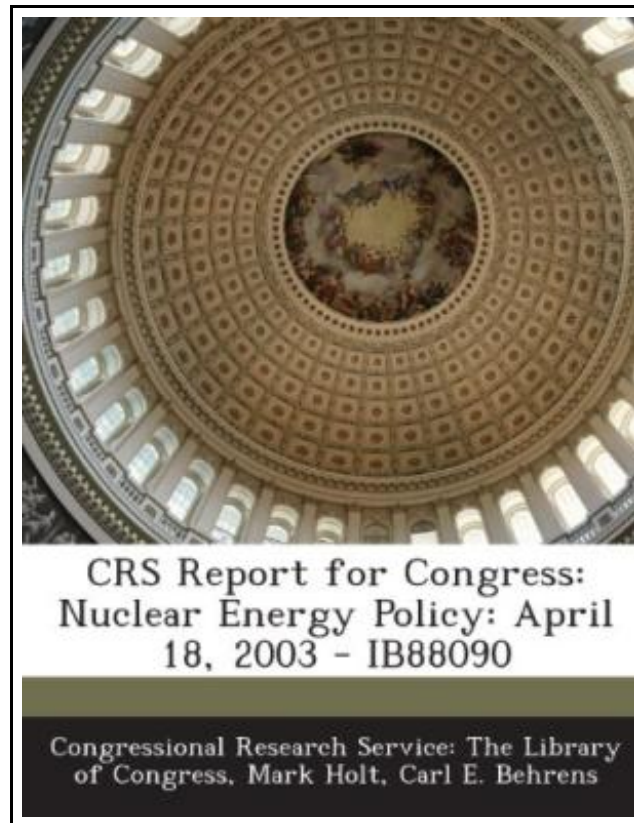 CRS Report for Congress:
Nuclear Energy Policy: April
18, 2003 - IB88090
Congressional Research Service: The Library
of Congress, Mark Holt, Carl E. Behrens